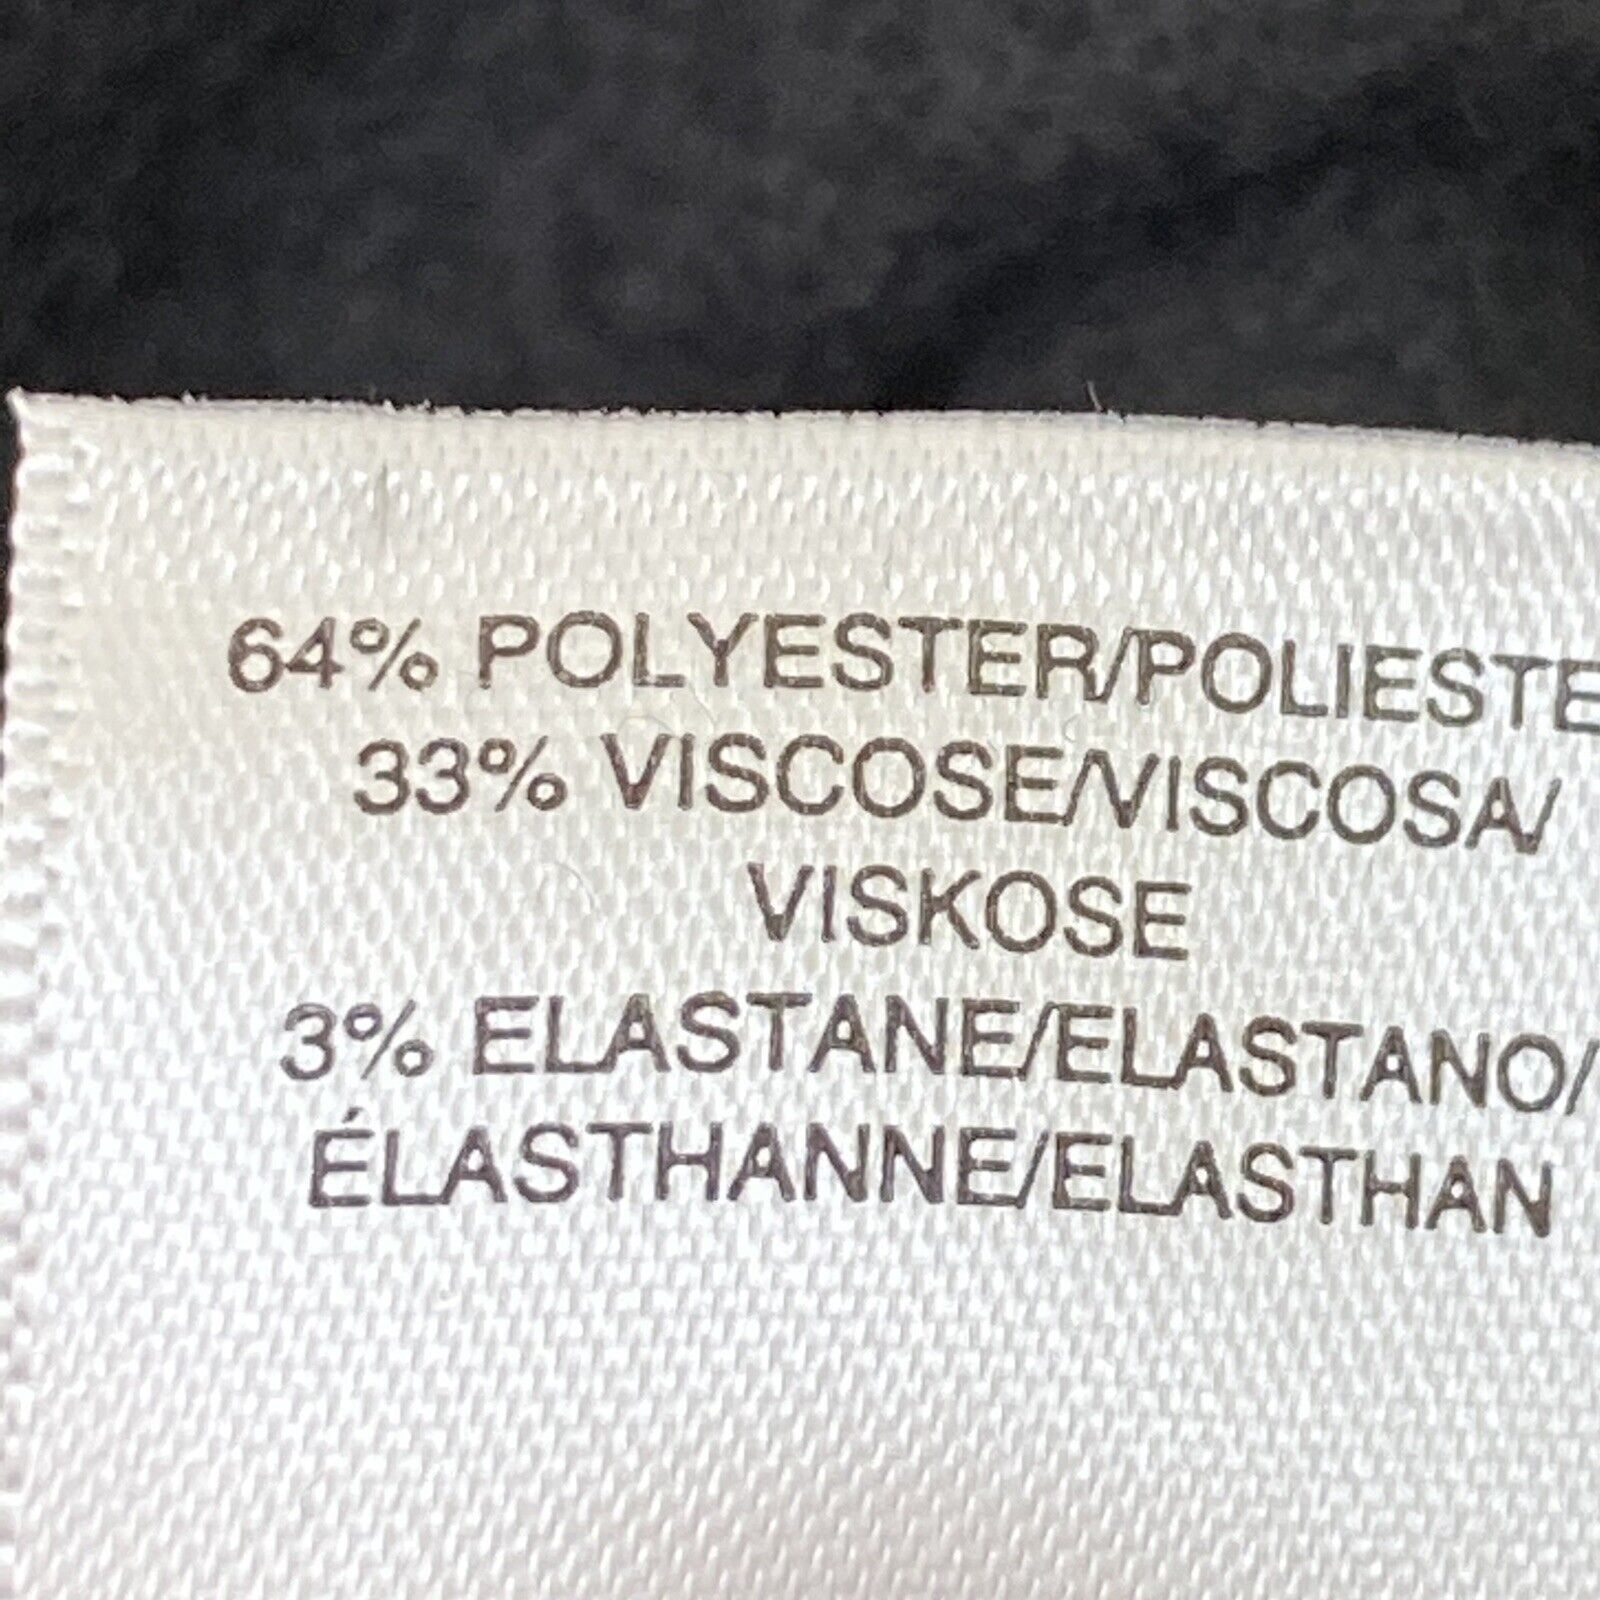 64% POLYESTER/POLIESTE
33% VISCOSE/VISCOSA/
VISKOSE
3% ELASTANE/ELASTANO/
ÉLASTHANNE/ELASTHAN